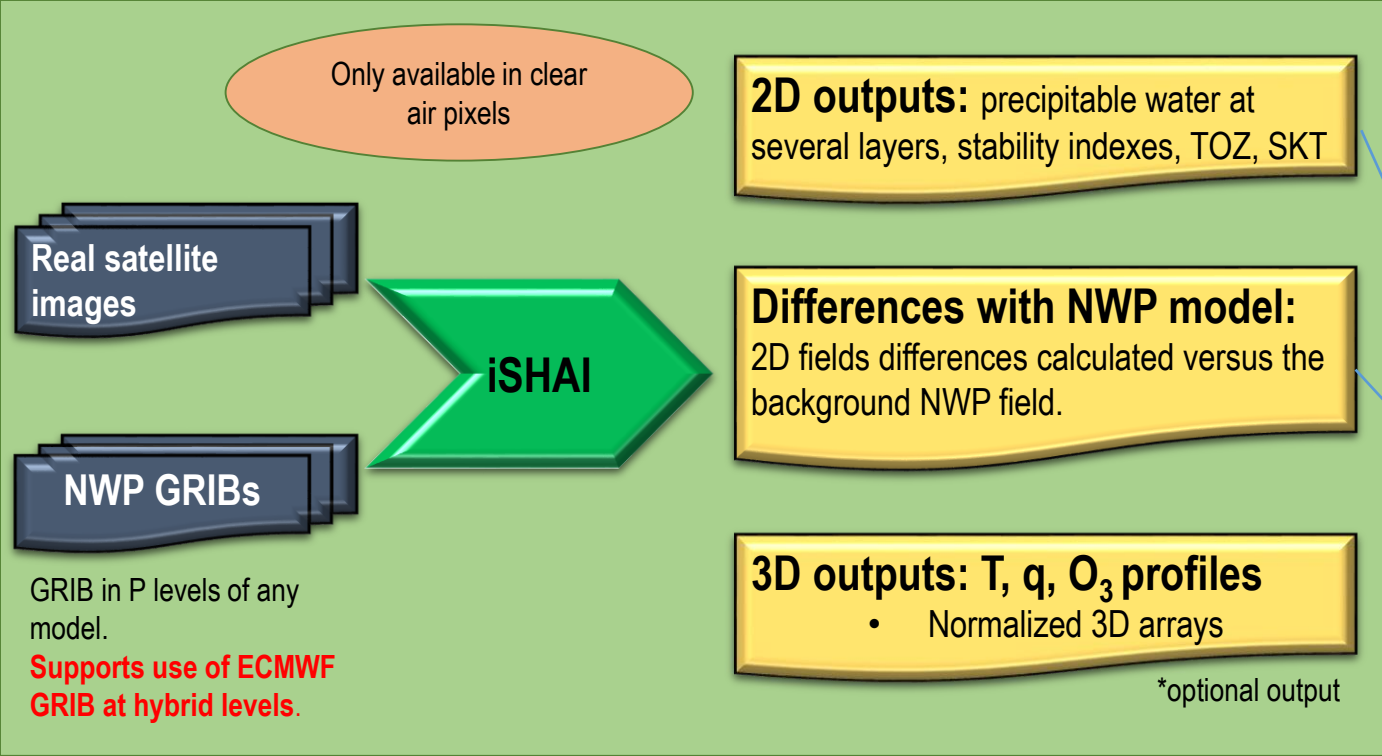 Only available in clear
air pixels
2D outputs: precipitable water at
several layers, stability indexes, TOZ, SKT
Real satellite
images
iSHAI
Differences with NWP model:
2D fields differences calculated versus the
background NWP field.
NWP GRIBs
GRIB in P levels of any
model.
Supports use of ECMWF
GRIB at hybrid levels.
3D outputs: T, q, O₃ profiles
• Normalized 3D arrays
*optional output